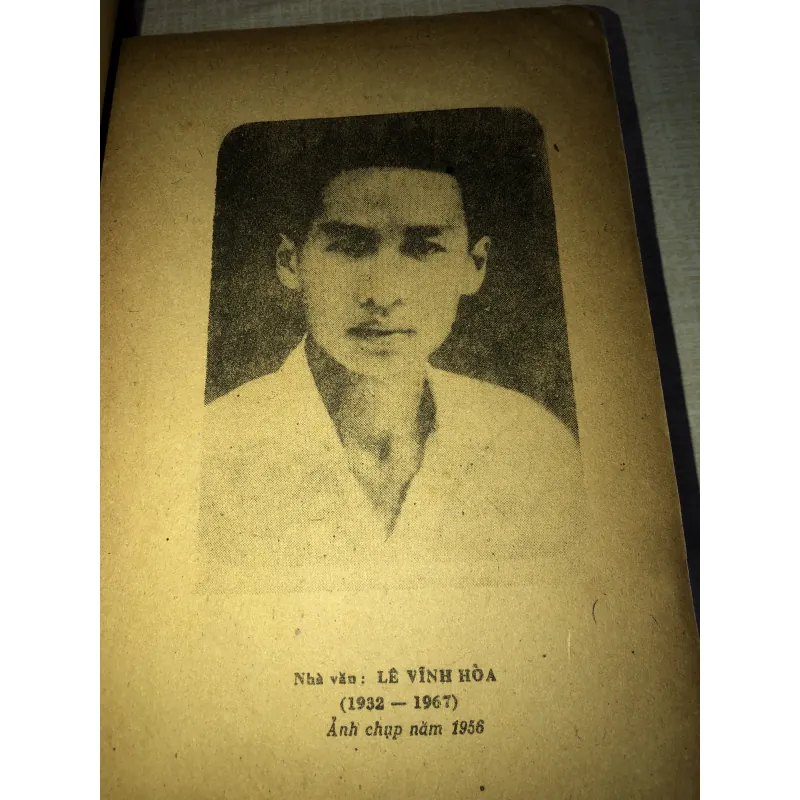 Nhà văn: LÊ VĨNH HÒA
(1932 — 1967)
Ảnh chụp năm 1956